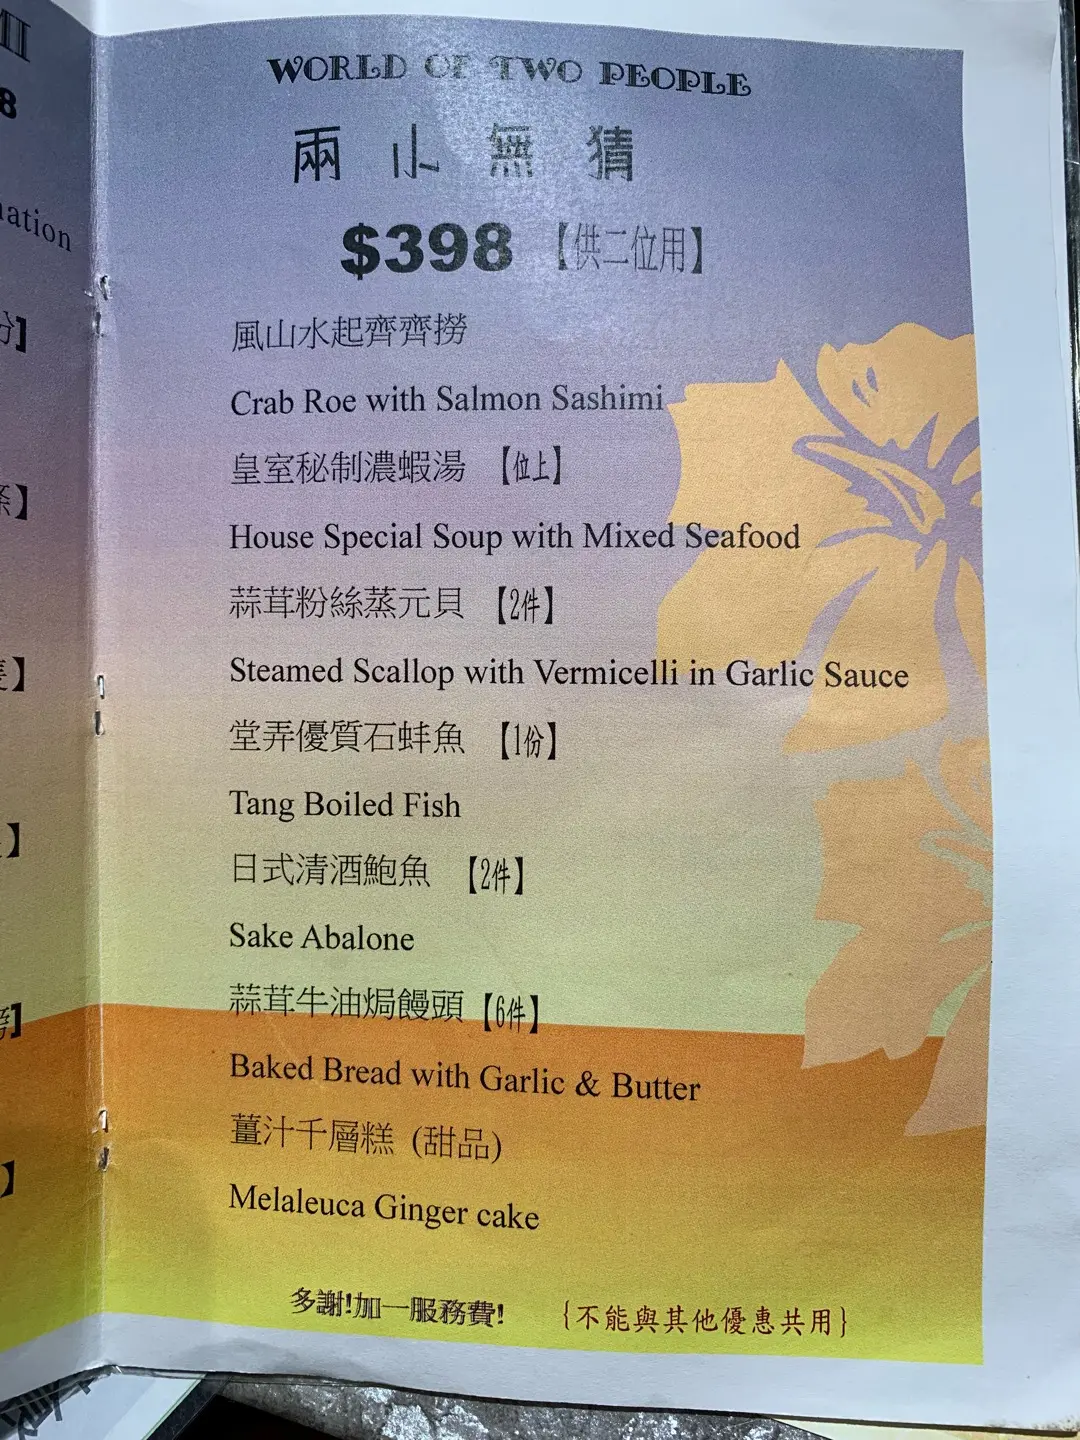 WORLD OF TWO PEOPLE
兩小無猜
$398 【供二位用】
風山水起齊齊撈
Crab Roe with Salmon Sashimi
皇室秘制濃蝦湯 【位上】
House Special Soup with Mixed Seafood
蒜茸粉絲蒸元貝 【2件】
Steamed Scallop with Vermicelli in Garlic Sauce
堂弄優質石蚌魚 【1份】
Tang Boiled Fish
日式清酒鮑魚 【2件】
Sake Abalone
蒜茸牛油焗饅頭【6件】
Baked Bread with Garlic & Butter
薑汁千層糕 (甜品)
Melaleuca Ginger cake
多謝!加一服務費! {不能與其他優惠共用}